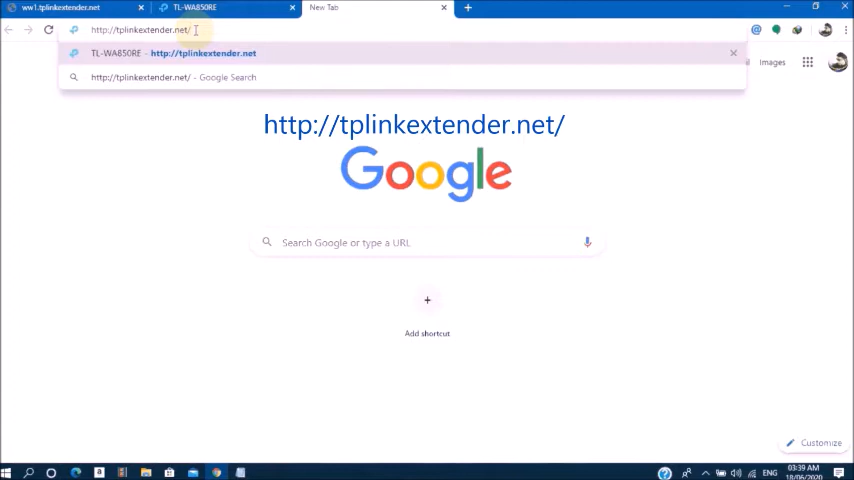 ww1.tplinkextender.net
TL-WA850RE
New Tab
http://tplinkextender.net/
TL-WA850RE - http://tplinkextender.net
http://tplinkextender.net/ - Google Search
Images
http://tplinkextender.net/
Google
Search Google or type a URL
Add shortcut
Customize
ENG
03:39 AM
18/06/2020